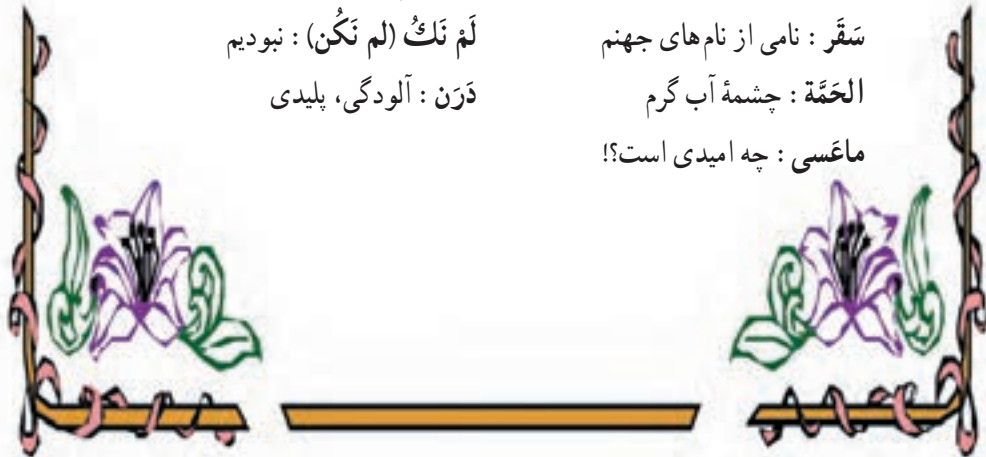 سَقَر : نامی از نام‌های جهنم
لَمْ نَكُ (لم نَكُن) : نبودیم
الحَمَّة : چشمهٔ آب گرم
دَرَن : آلودگی، پلیدی
ماعَسی : چه امیدی است؟!